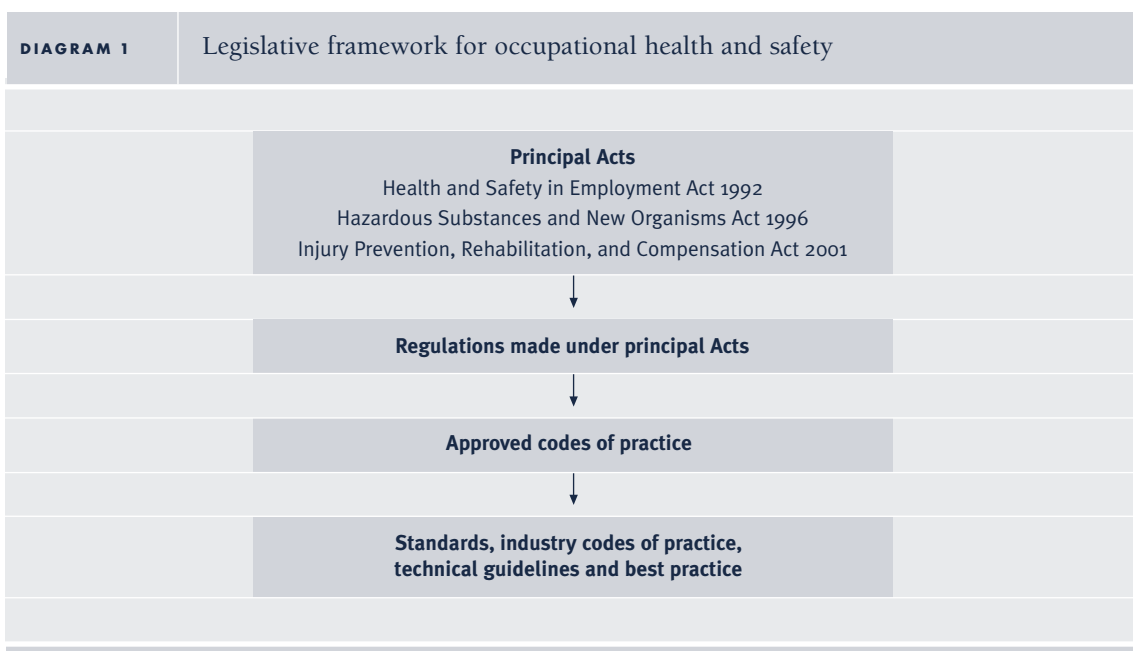 DIAGRAM 1
Legislative framework for occupational health and safety
Principal Acts
Health and Safety in Employment Act 1992
Hazardous Substances and New Organisms Act 1996
Injury Prevention, Rehabilitation, and Compensation Act 2001
Regulations made under principal Acts
Approved codes of practice
Standards, industry codes of practice,
technical guidelines and best practice